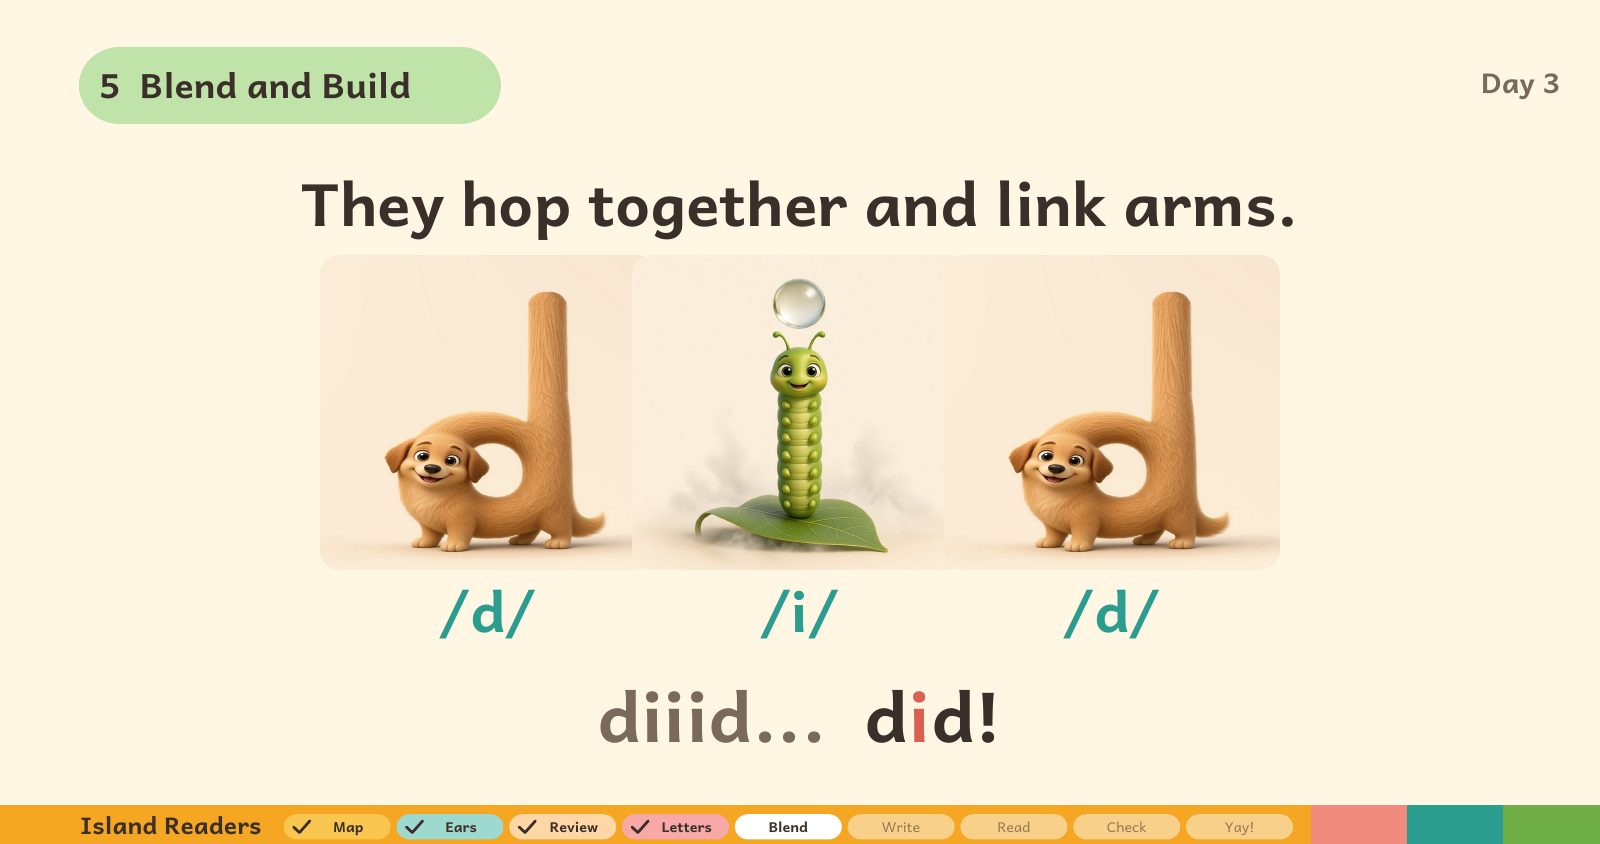 5 Blend and Build
Day 3
They hop together and link arms.
/d/ /i/ /d/
diiid... did!
Island Readers Map Ears Review Letters Blend Write Read Check Yay!